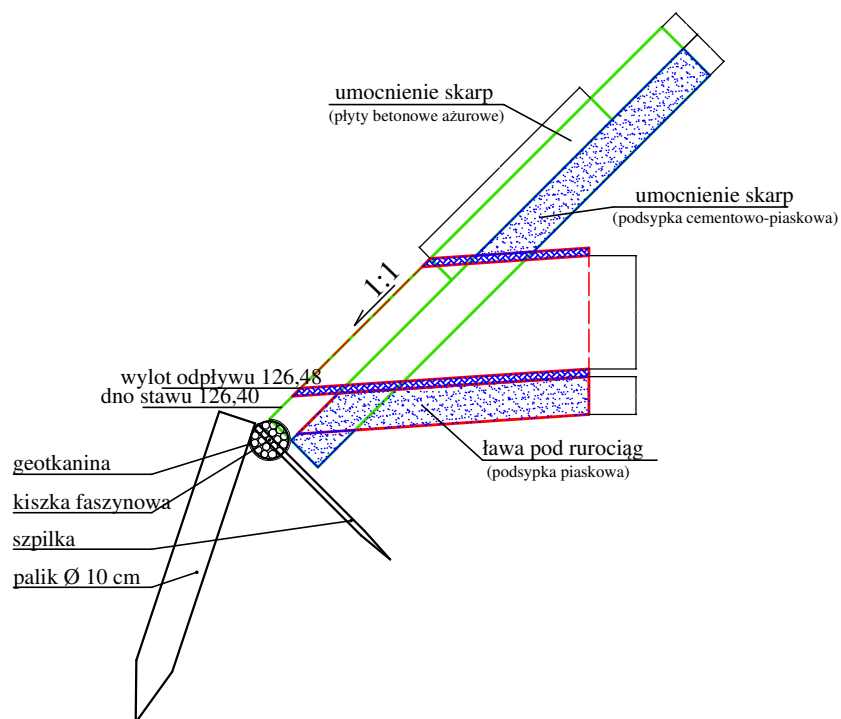 umocnienie skarp
(płyty betonowe ażurowe)
umocnienie skarp
(podsypka cementowo-piaskowa)
1:1
wylot odpływu 126,48
dno stawu 126,40
ława pod rurociąg
(podsypka piaskowa)
geotkanina
kiszka faszynowa
szpilka
palik Ø 10 cm